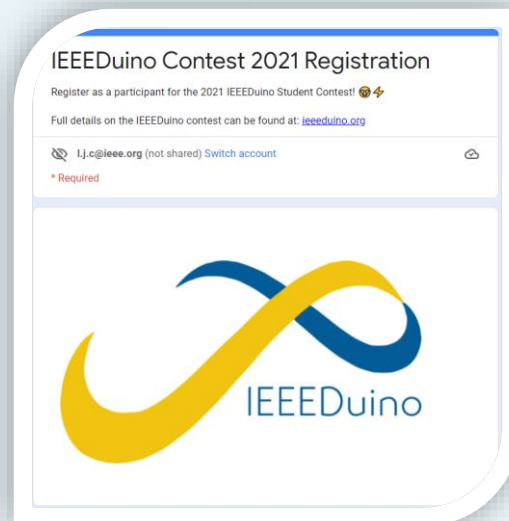 IEEEDuino Contest 2021 Registration
Register as a participant for the 2021 IEEEDuino Student Contest! 🤓⚡
Full details on the IEEEDuino contest can be found at: ieeeduino.org
l.j.c@ieee.org (not shared) Switch account
* Required
IEEEDuino